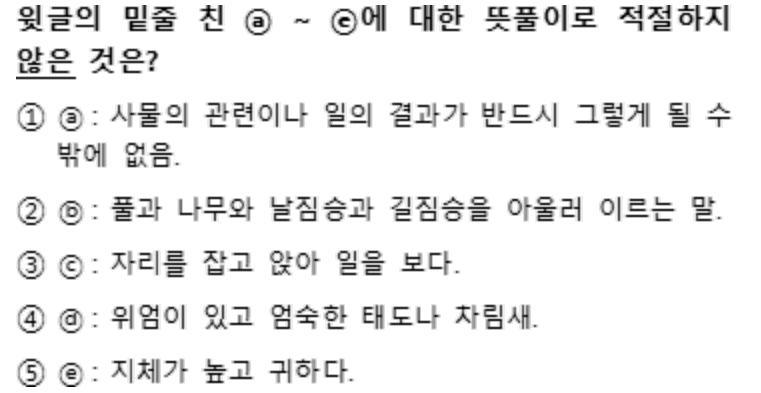 윗글의 밑줄 친 ⓐ ~ ⓔ에 대한 뜻풀이로 적절하지
않은 것은?
① ⓐ : 사물의 관련이나 일의 결과가 반드시 그렇게 될 수
밖에 없음.
② ⓑ : 풀과 나무와 날짐승과 길짐승을 아울러 이르는 말.
③ ⓒ : 자리를 잡고 앉아 일을 보다.
④ ⓓ : 위엄이 있고 엄숙한 태도나 차림새.
⑤ ⓔ : 지체가 높고 귀하다.